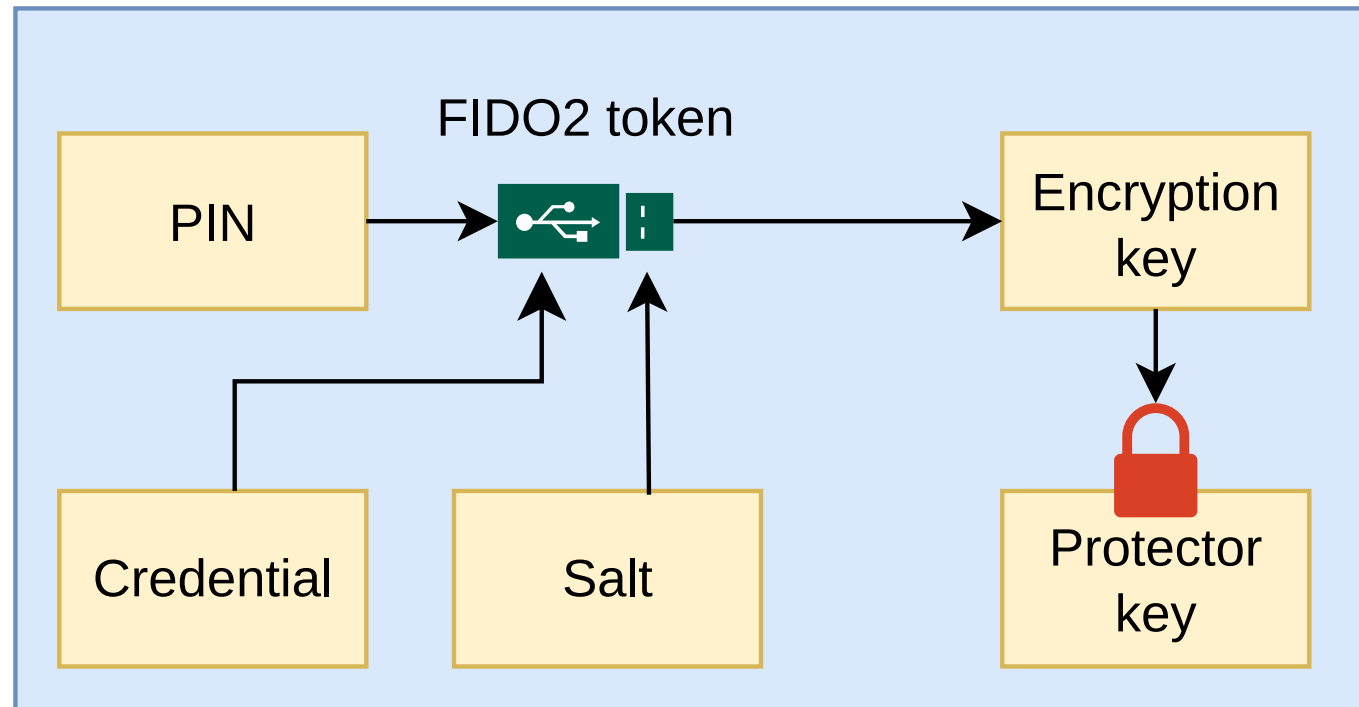 FIDO2 token
PIN
Encryption
key
Credential
Salt
Protector
key